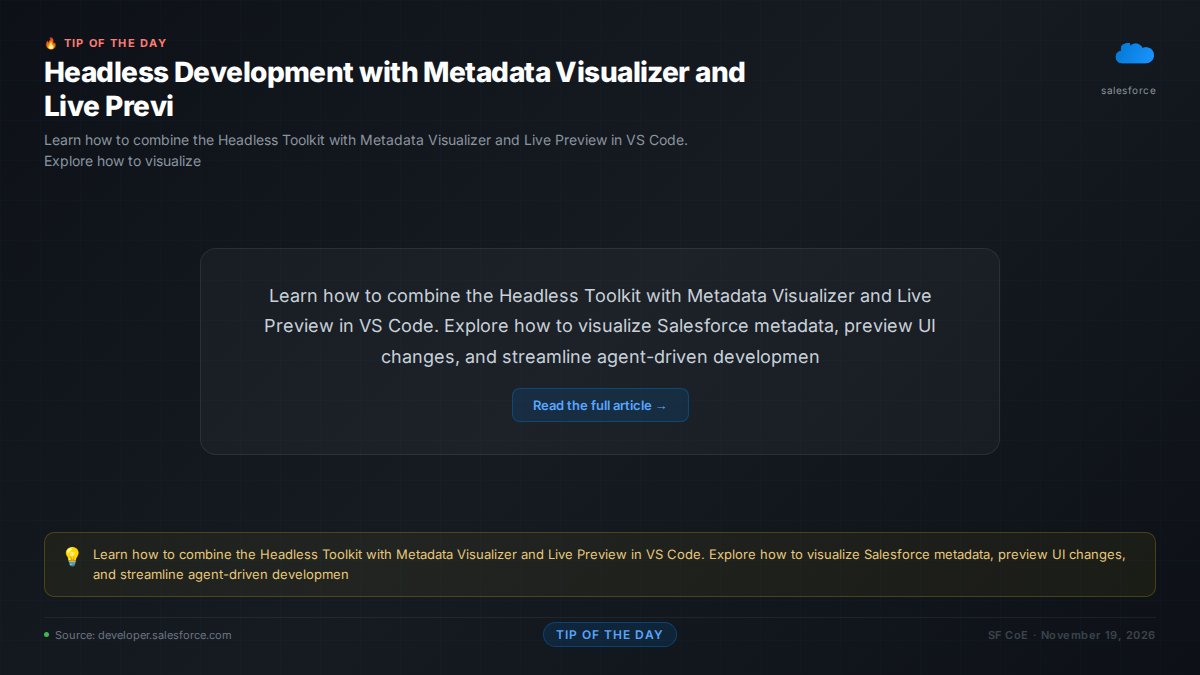 🔥 TIP OF THE DAY
Headless Development with Metadata Visualizer and
Live Previ
Learn how to combine the Headless Toolkit with Metadata Visualizer and Live Preview in VS Code.
Explore how to visualize
salesforce
Learn how to combine the Headless Toolkit with Metadata Visualizer and Live
Preview in VS Code. Explore how to visualize Salesforce metadata, preview UI
changes, and streamline agent-driven developmen
Read the full article →
💡 Learn how to combine the Headless Toolkit with Metadata Visualizer and Live Preview in VS Code. Explore how to visualize Salesforce metadata, preview UI changes,
and streamline agent-driven developmen
Source: developer.salesforce.com
TIP OF THE DAY
SF CoE · November 19, 2026